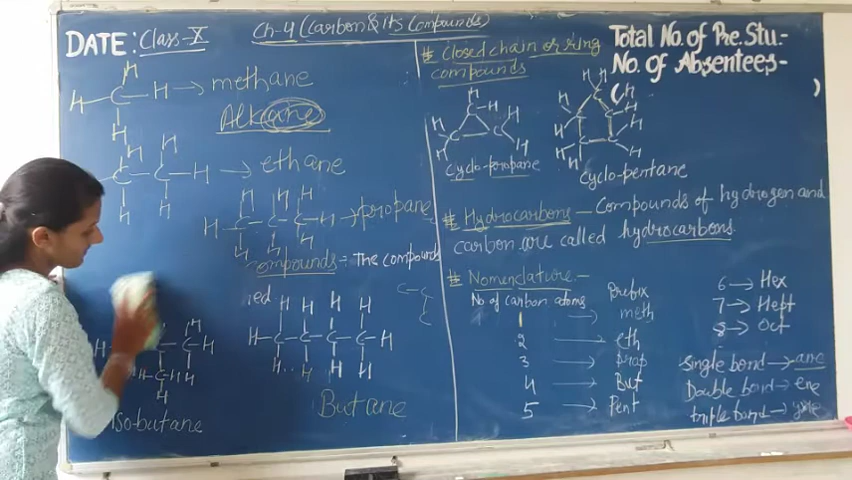 DATE: Class-X
Ch-4 (Carbon & its Compounds)
Total No. of Pre. Stu:-
No. of Absentees-
( )
H
H-C-H → methane
H
Alkane
H H
C-C-H → ethane
H H
H H H
H-C-C-C-H → propane
H H H
compounds :- The compound
ied
C-C
C
H H H H
H-C-C-C-C-H
H H H H
Butane
H
H C-C-H
H-C-H H
H
Iso-butane
# Closed chain or ring
compounds
Cyclo-propane
Cyclo-pentane
# Hydrocarbons - Compounds of hydrogen and
carbon are called hydrocarbons.
# Nomenclature:-
No of carbon atoms Prefix
1 → meth
2 → eth
3 → prop
4 → But
5 → Pent
6 → Hex
7 → Hept
8 → Oct
Single bond → ane
Double bond → ene
triple bond → yne